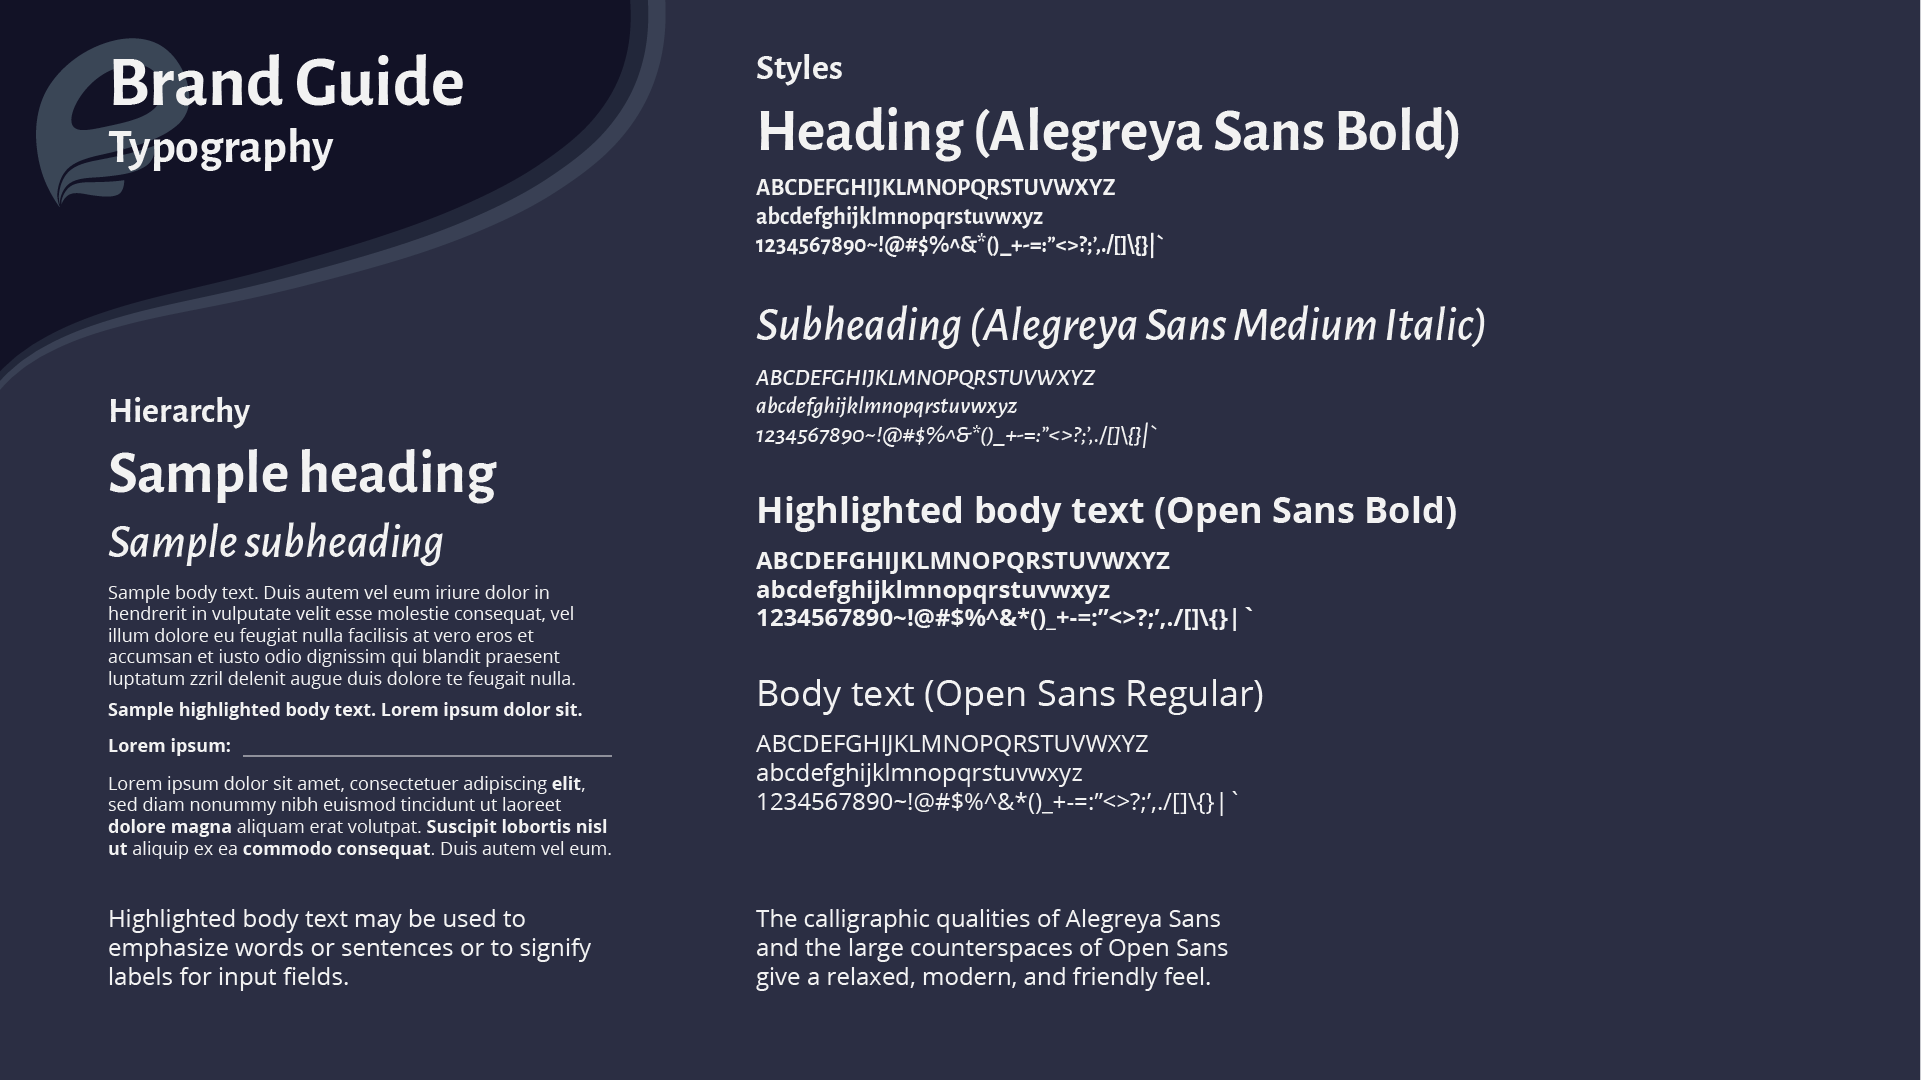 Brand Guide
Typography
Hierarchy
Sample heading
Sample subheading
Sample body text. Duis autem vel eum iriure dolor in
hendrerit in vulputate velit esse molestie consequat, vel
illum dolore eu feugiat nulla facilisis at vero eros et
accumsan et iusto odio dignissim qui blandit praesent
luptatum zzril delenit augue duis dolore te feugait nulla.
Sample highlighted body text. Lorem ipsum dolor sit.
Lorem ipsum:
Lorem ipsum dolor sit amet, consectetuer adipiscing elit,
sed diam nonummy nibh euismod tincidunt ut laoreet
dolore magna aliquam erat volutpat. Suscipit lobortis nisl
ut aliquip ex ea commodo consequat. Duis autem vel eum.
Highlighted body text may be used to
emphasize words or sentences or to signify
labels for input fields.
Styles
Heading (Alegreya Sans Bold)
ABCDEFGHIJKLMNOPQRSTUVWXYZ
abcdefghijklmnopqrstuvwxyz
1234567890~!@#$%^&*()_+-=:”<>?;’,./[]\{}|`
Subheading (Alegreya Sans Medium Italic)
ABCDEFGHIJKLMNOPQRSTUVWXYZ
abcdefghijklmnopqrstuvwxyz
1234567890~!@#$%^&*()_+-=:”<>?;’,./[]\{}|`
Highlighted body text (Open Sans Bold)
ABCDEFGHIJKLMNOPQRSTUVWXYZ
abcdefghijklmnopqrstuvwxyz
1234567890~!@#$%^&*()_+-=:”<>?;’,./[]\{}|`
Body text (Open Sans Regular)
ABCDEFGHIJKLMNOPQRSTUVWXYZ
abcdefghijklmnopqrstuvwxyz
1234567890~!@#$%^&*()_+-=:”<>?;’,./[]\{}|`
The calligraphic qualities of Alegreya Sans
and the large counterspaces of Open Sans
give a relaxed, modern, and friendly feel.